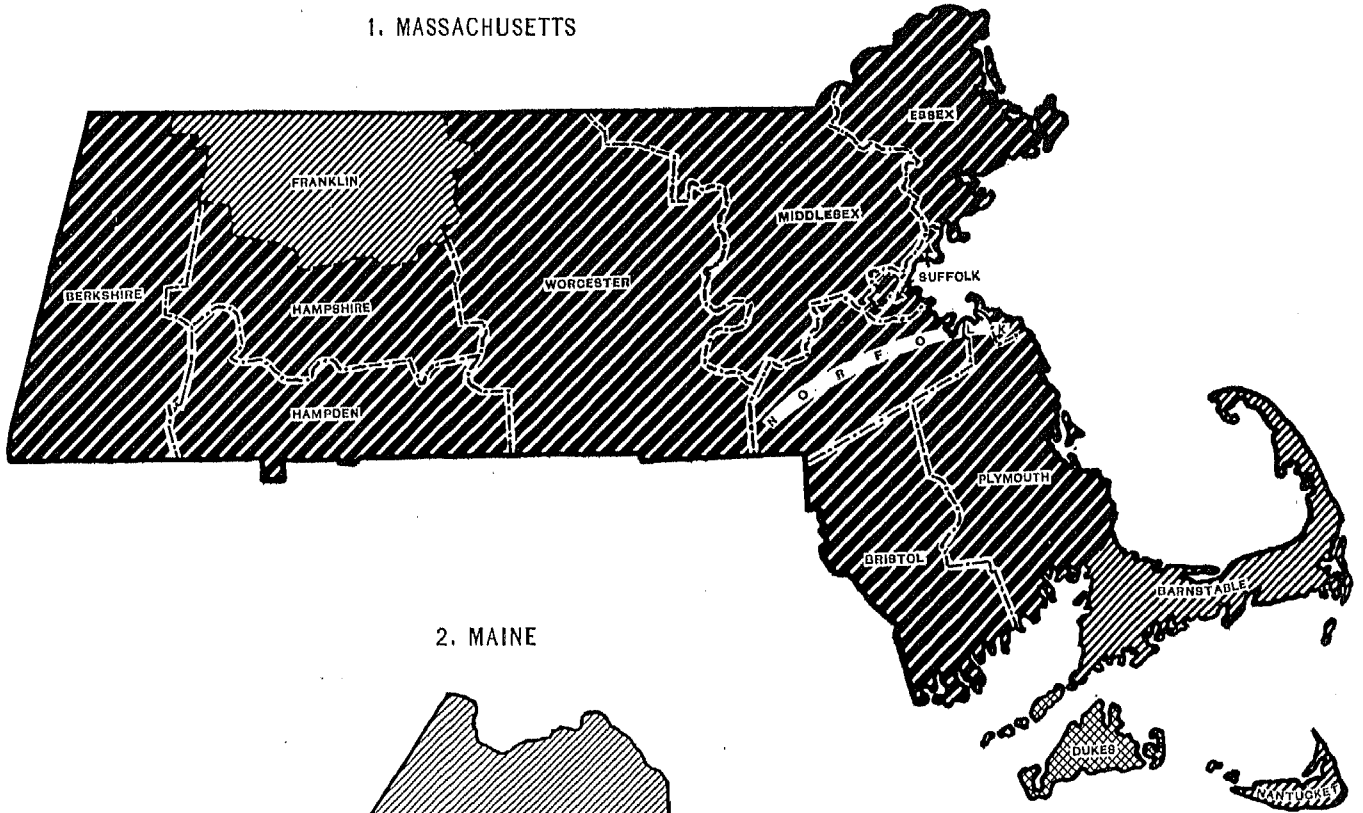 1. MASSACHUSETTS
ESSEX
FRANKLIN
MIDDLESEX
SUFFOLK
WORCESTER
BERKSHIRE
HAMPSHIRE
NORFOLK
HAMPDEN
PLYMOUTH
BRISTOL
BARNSTABLE
2. MAINE
DUKES
NANTUCKET